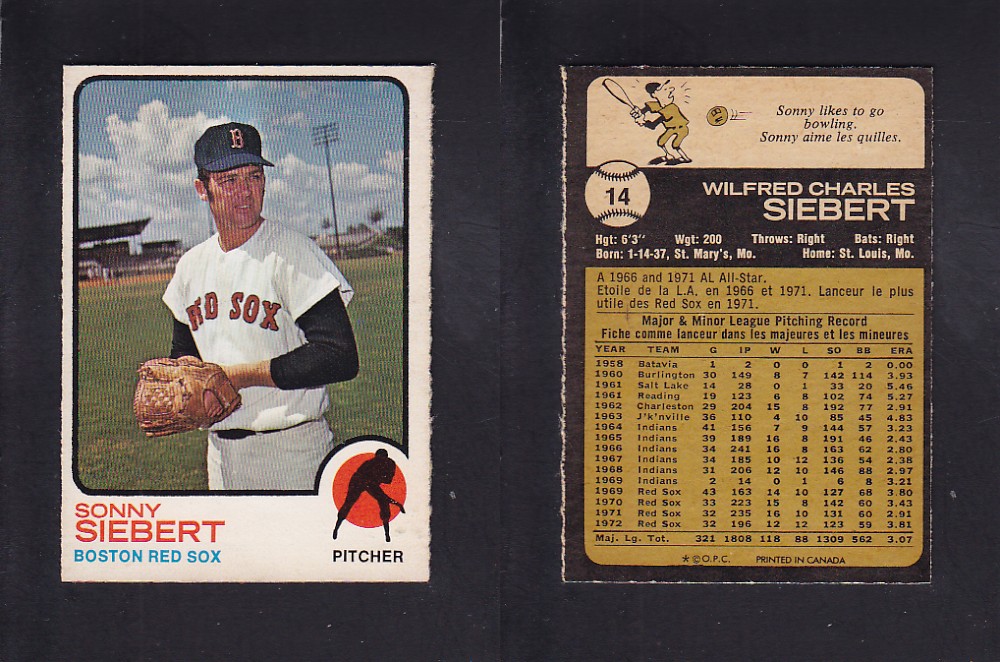 B
RED SOX
SONNY
SIEBERT
BOSTON RED SOX
PITCHER
Sonny likes to go
bowling.
Sonny aime les quilles.
14
WILFRED CHARLES
SIEBERT
Hgt: 6'3" Wgt: 200 Throws: Right Bats: Right
Born: 1-14-37, St. Mary's, Mo. Home: St. Louis, Mo.
A 1966 and 1971 AL All-Star.
Etoile de la L.A. en 1966 et 1971. Lanceur le plus
utile des Red Sox en 1971.
Major & Minor League Pitching Record
Fiche comme lanceur dans les majeures et les mineures
YEAR TEAM G IP W L SO BB ERA
1958 Batavia 1 2 0 0 1 2 0.00
1960 Burlington 30 149 8 7 142 114 3.93
1961 Salt Lake 14 28 0 1 33 20 5.46
1961 Reading 19 123 6 8 102 74 5.27
1962 Charleston 29 204 15 8 192 77 2.91
1963 J'k'nville 36 110 4 10 85 45 4.83
1964 Indians 41 156 7 9 144 57 3.23
1965 Indians 39 189 16 8 191 46 2.43
1966 Indians 34 241 16 8 163 62 2.80
1967 Indians 34 185 10 12 136 54 2.38
1968 Indians 31 206 12 10 146 88 2.97
1969 Indians 2 14 0 1 6 8 3.21
1969 Red Sox 43 163 14 10 127 68 3.80
1970 Red Sox 33 223 15 8 142 60 3.43
1971 Red Sox 32 235 16 10 131 60 2.91
1972 Red Sox 32 196 12 12 123 59 3.81
Maj. Lg. Tot. 321 1808 118 88 1309 562 3.07
*©O.P.C. PRINTED IN CANADA